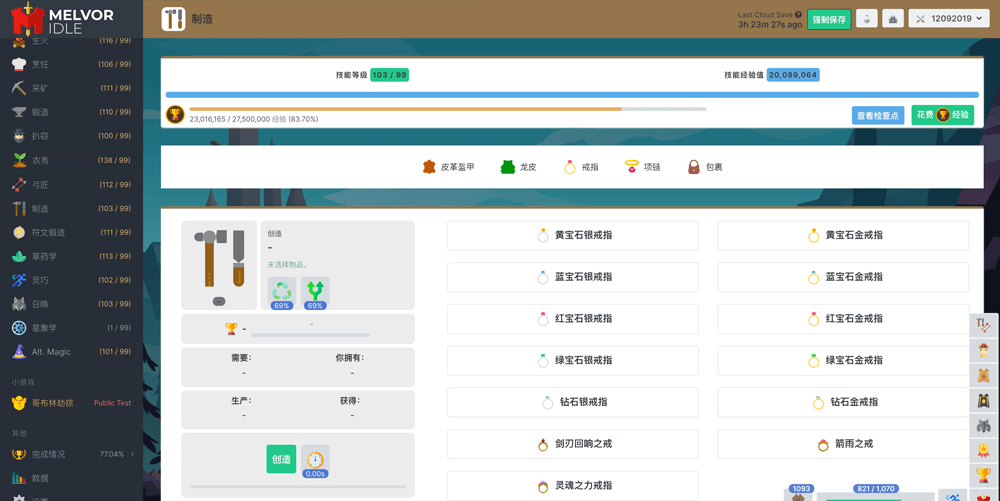 MELVOR
IDLE
生火 (116 / 99)
烹饪 (106 / 99)
采矿 (111 / 99)
锻造 (110 / 99)
扒窃 (100 / 99)
农务 (138 / 99)
弓匠 (112 / 99)
制造 (103 / 99)
符文锻造 (111 / 99)
草药学 (113 / 99)
灵巧 (102 / 99)
召唤 (103 / 99)
星象学 (1 / 99)
Alt. Magic (101 / 99)
小游戏
哥布林劫掠 Public Test
其他
完成情况 77.04%
数据
设置
制造
Last Cloud Save
3h 23m 27s ago
强制保存
12092019
技能等级 103 / 99
技能经验值 20,089,064
23,016,165 / 27,500,000 经验 (83.70%)
查看检查点
花费 经验
皮革盔甲
龙皮
戒指
项链
包裹
创造
-
未选择物品。
69%
69%
-
-
-
需要:
-
你拥有:
-
生产:
-
获得:
-
创造
0.00s
黄宝石银戒指
黄宝石金戒指
蓝宝石银戒指
蓝宝石金戒指
红宝石银戒指
红宝石金戒指
绿宝石银戒指
绿宝石金戒指
钻石银戒指
钻石金戒指
剑刃回响之戒
箭雨之戒
灵魂之力戒指
1093
821 / 1,070